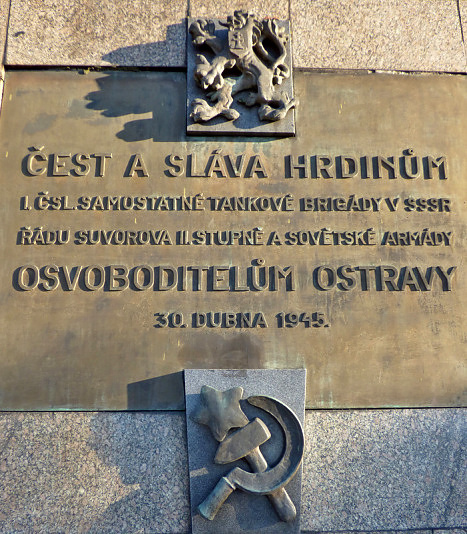 ČEST A SLÁVA HRDINŮM
I. ČSL. SAMOSTATNÉ TANKOVÉ BRIGÁDY V SSSR
ŘÁDU SUVOROVA II. STUPNĚ A SOVĚTSKÉ ARMÁDY
OSVOBODITELŮM OSTRAVY
30. DUBNA 1945.